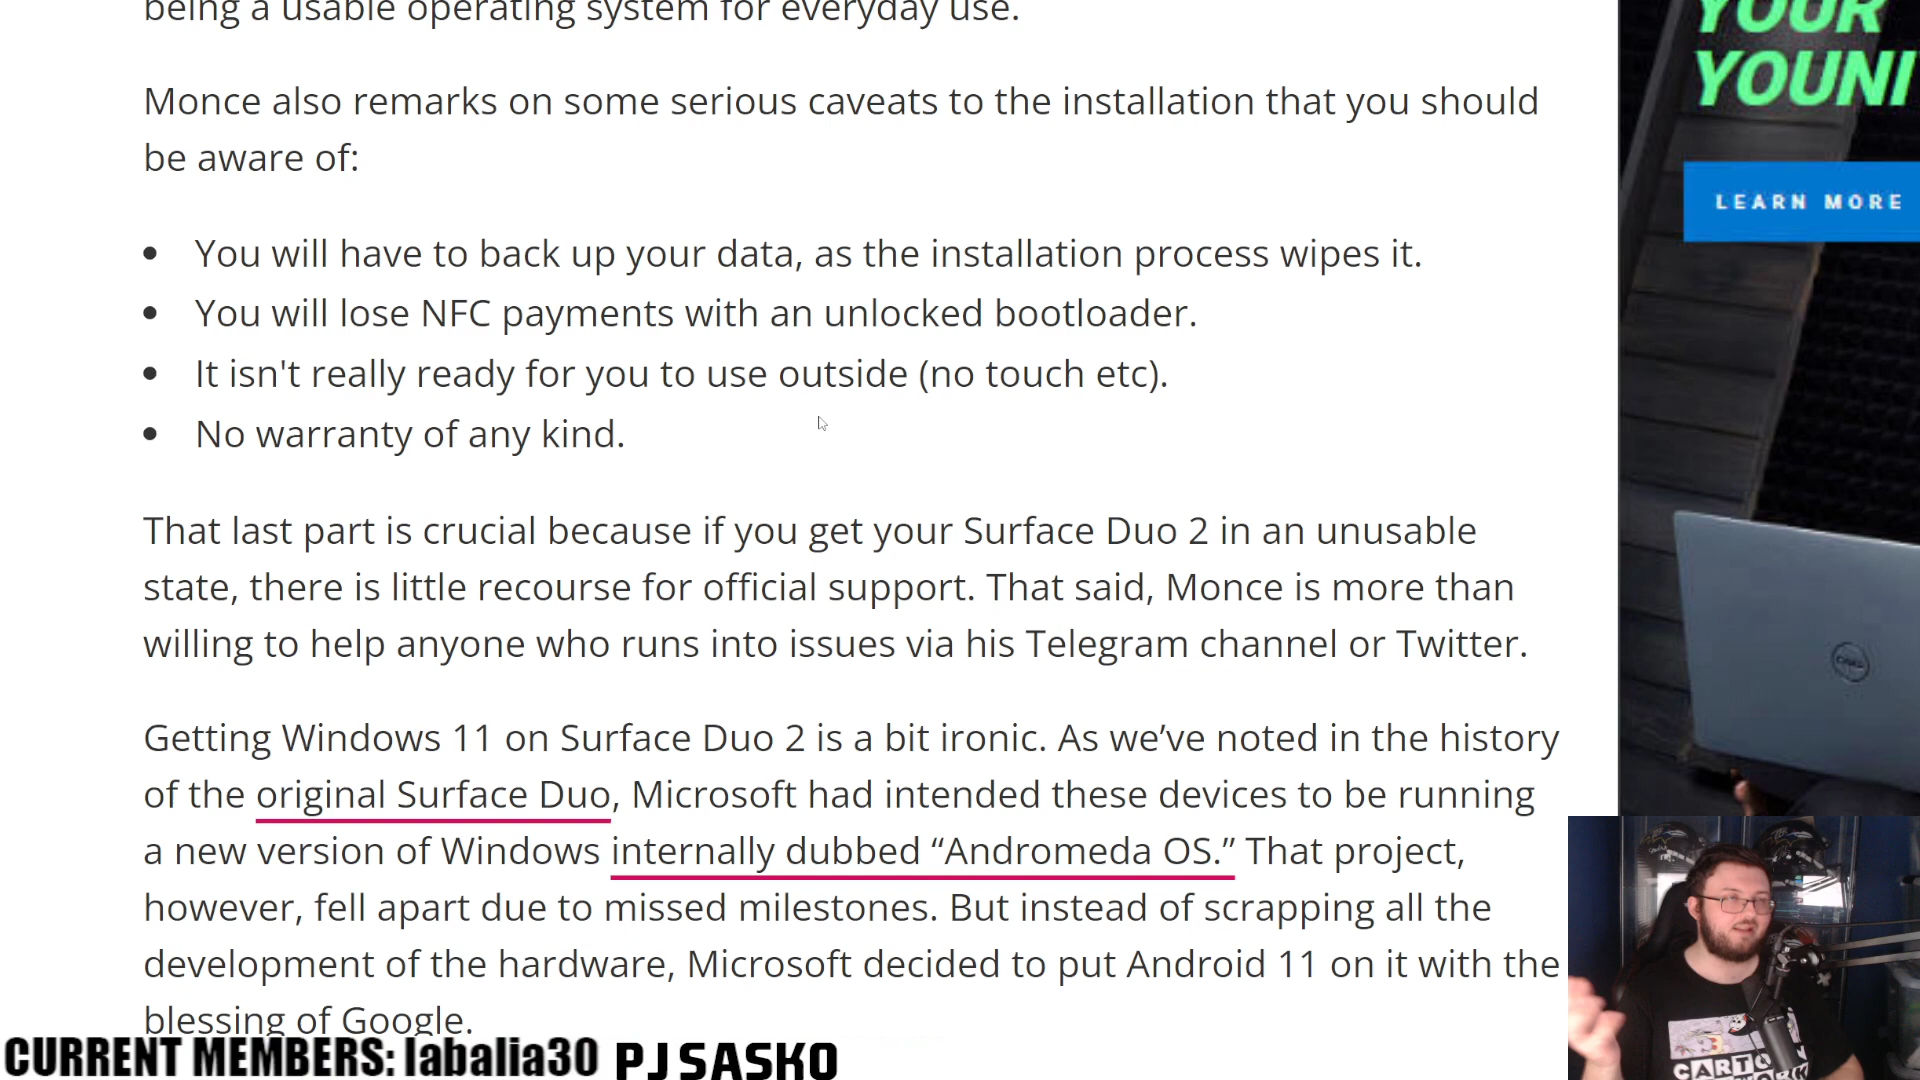 being a usable operating system for everyday use.
Monce also remarks on some serious caveats to the installation that you should
be aware of:
• You will have to back up your data, as the installation process wipes it.
• You will lose NFC payments with an unlocked bootloader.
• It isn't really ready for you to use outside (no touch etc).
• No warranty of any kind.
That last part is crucial because if you get your Surface Duo 2 in an unusable
state, there is little recourse for official support. That said, Monce is more than
willing to help anyone who runs into issues via his Telegram channel or Twitter.
Getting Windows 11 on Surface Duo 2 is a bit ironic. As we’ve noted in the history
of the original Surface Duo, Microsoft had intended these devices to be running
a new version of Windows internally dubbed “Andromeda OS.” That project,
however, fell apart due to missed milestones. But instead of scrapping all the
development of the hardware, Microsoft decided to put Android 11 on it with the
blessing of Google.
YOUR
YOUNI
LEARN MORE
DELL
CARTO
CURRENT MEMBERS: labalia30 PJ SASKO